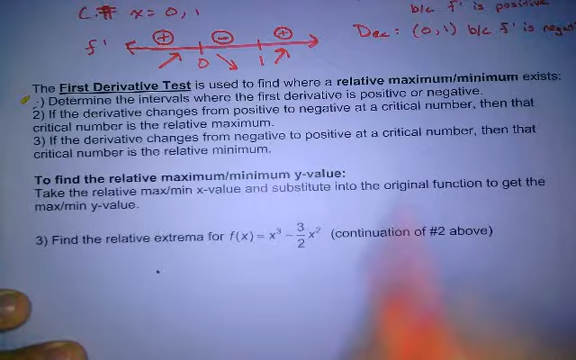 C.# x = 0, 1
b/c f' is positive
f' + - + 0 1
Dec: (0,1) b/c f' is
The First Derivative Test is used to find where a relative maximum/minimum exists:
) Determine the intervals where the first derivative is positive or negative.
2) If the derivative changes from positive to negative at a critical number, then that
critical number is the relative maximum.
3) If the derivative changes from negative to positive at a critical number, then that
critical number is the relative minimum.
To find the relative maximum/minimum y-value:
Take the relative max/min x-value and substitute into the original function to get the
max/min y-value.
3) Find the relative extrema for f(x) = x³ − 3/2 x² (continuation of #2 above)